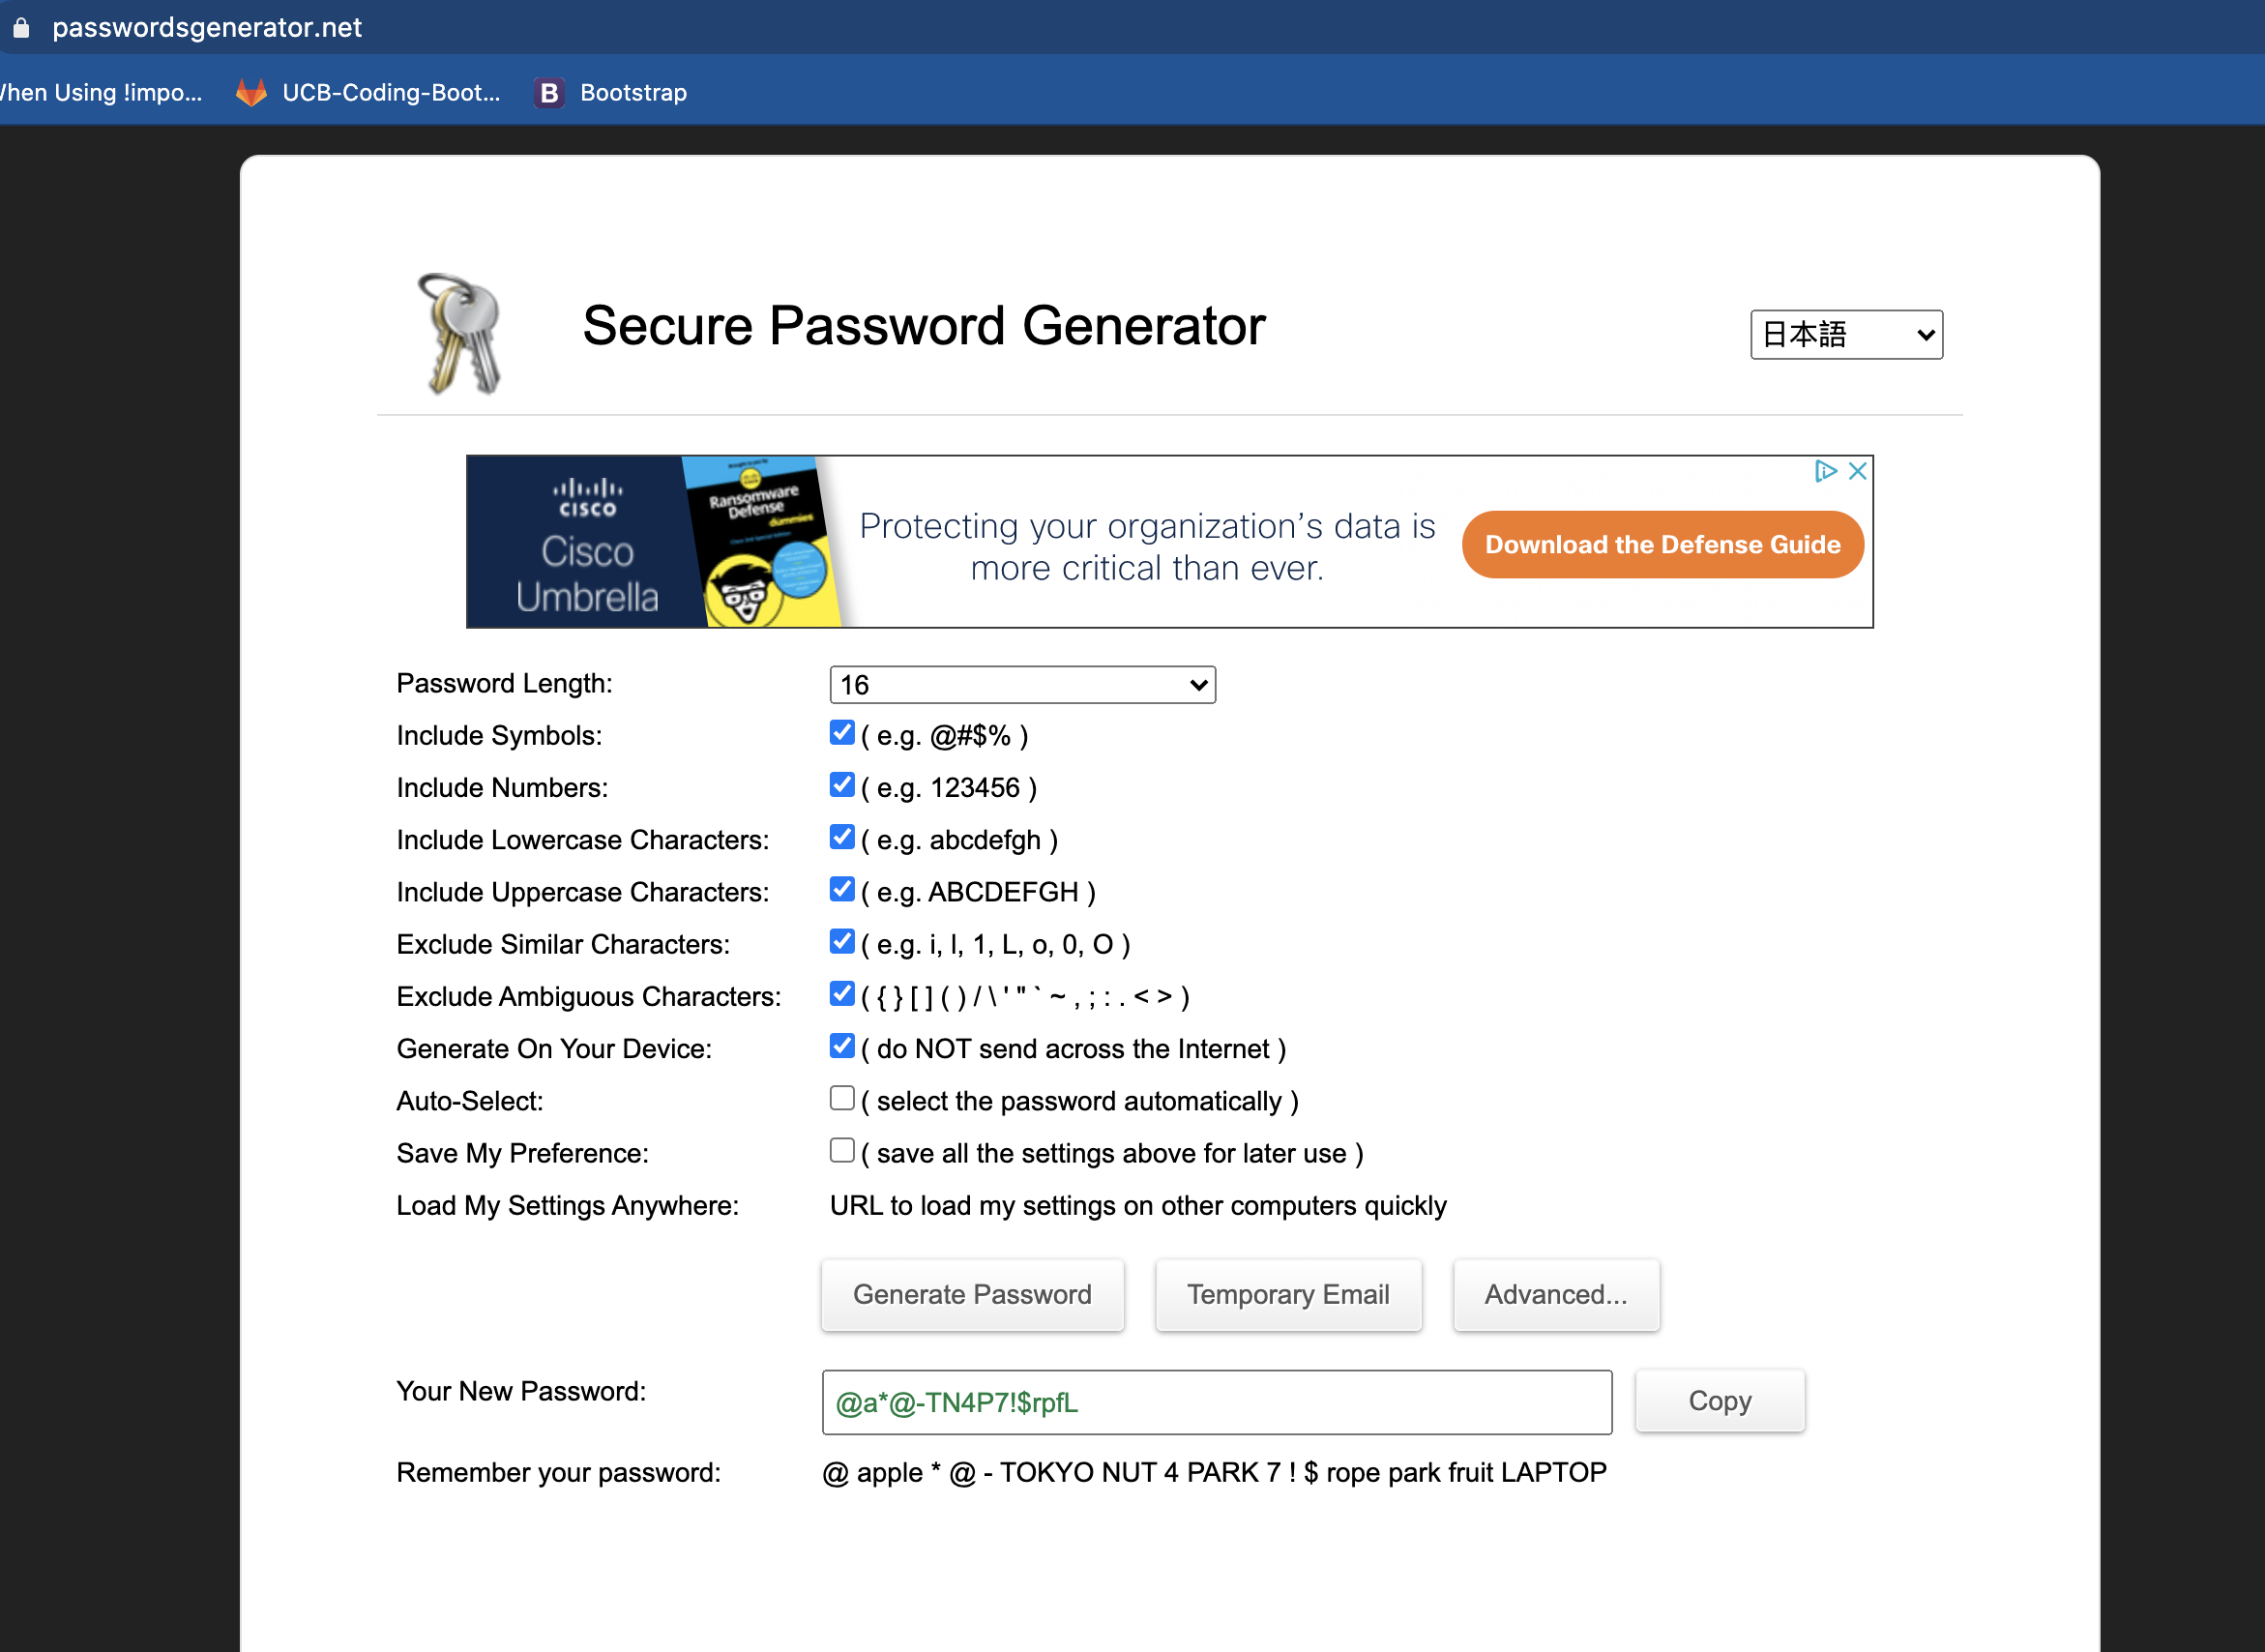 passwordsgenerator.net
When Using !impo...
UCB-Coding-Boot...
B Bootstrap
Secure Password Generator
日本語
CISCO
Cisco
Umbrella
Ransomware
Defense
dummies
Protecting your organization's data is
more critical than ever.
Download the Defense Guide
Password Length: 16
Include Symbols: ( e.g. @#$% )
Include Numbers: ( e.g. 123456 )
Include Lowercase Characters: ( e.g. abcdefgh )
Include Uppercase Characters: ( e.g. ABCDEFGH )
Exclude Similar Characters: ( e.g. i, l, 1, L, o, 0, O )
Exclude Ambiguous Characters: ( { } [ ] ( ) / \ ' " ` ~ , ; : . < > )
Generate On Your Device: ( do NOT send across the Internet )
Auto-Select: ( select the password automatically )
Save My Preference: ( save all the settings above for later use )
Load My Settings Anywhere: URL to load my settings on other computers quickly
Generate Password Temporary Email Advanced...
Your New Password: @a*@-TN4P7!$rpfL Copy
Remember your password: @ apple * @ - TOKYO NUT 4 PARK 7 ! $ rope park fruit LAPTOP